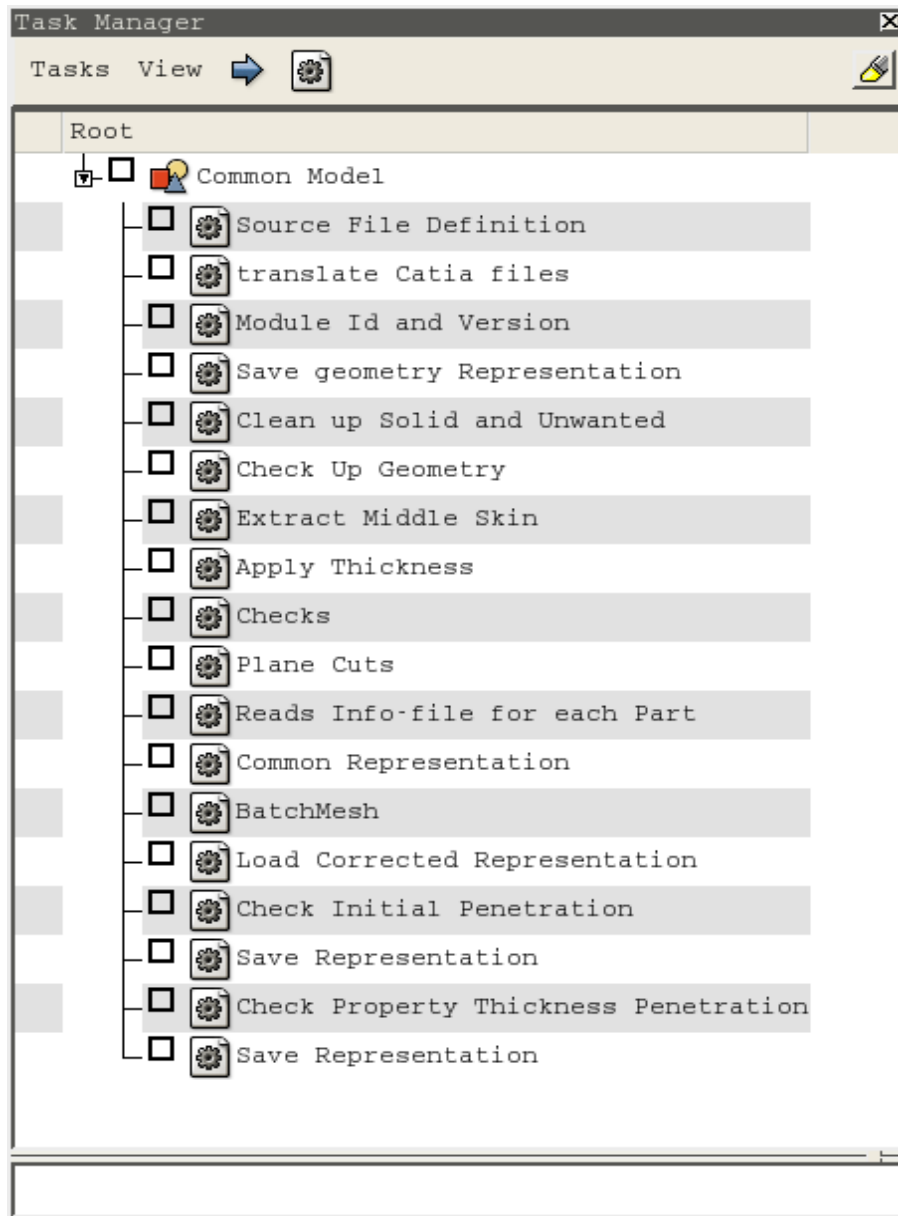 Task Manager
Tasks View
Root
Common Model
Source File Definition
translate Catia files
Module Id and Version
Save geometry Representation
Clean up Solid and Unwanted
Check Up Geometry
Extract Middle Skin
Apply Thickness
Checks
Plane Cuts
Reads Info-file for each Part
Common Representation
BatchMesh
Load Corrected Representation
Check Initial Penetration
Save Representation
Check Property Thickness Penetration
Save Representation